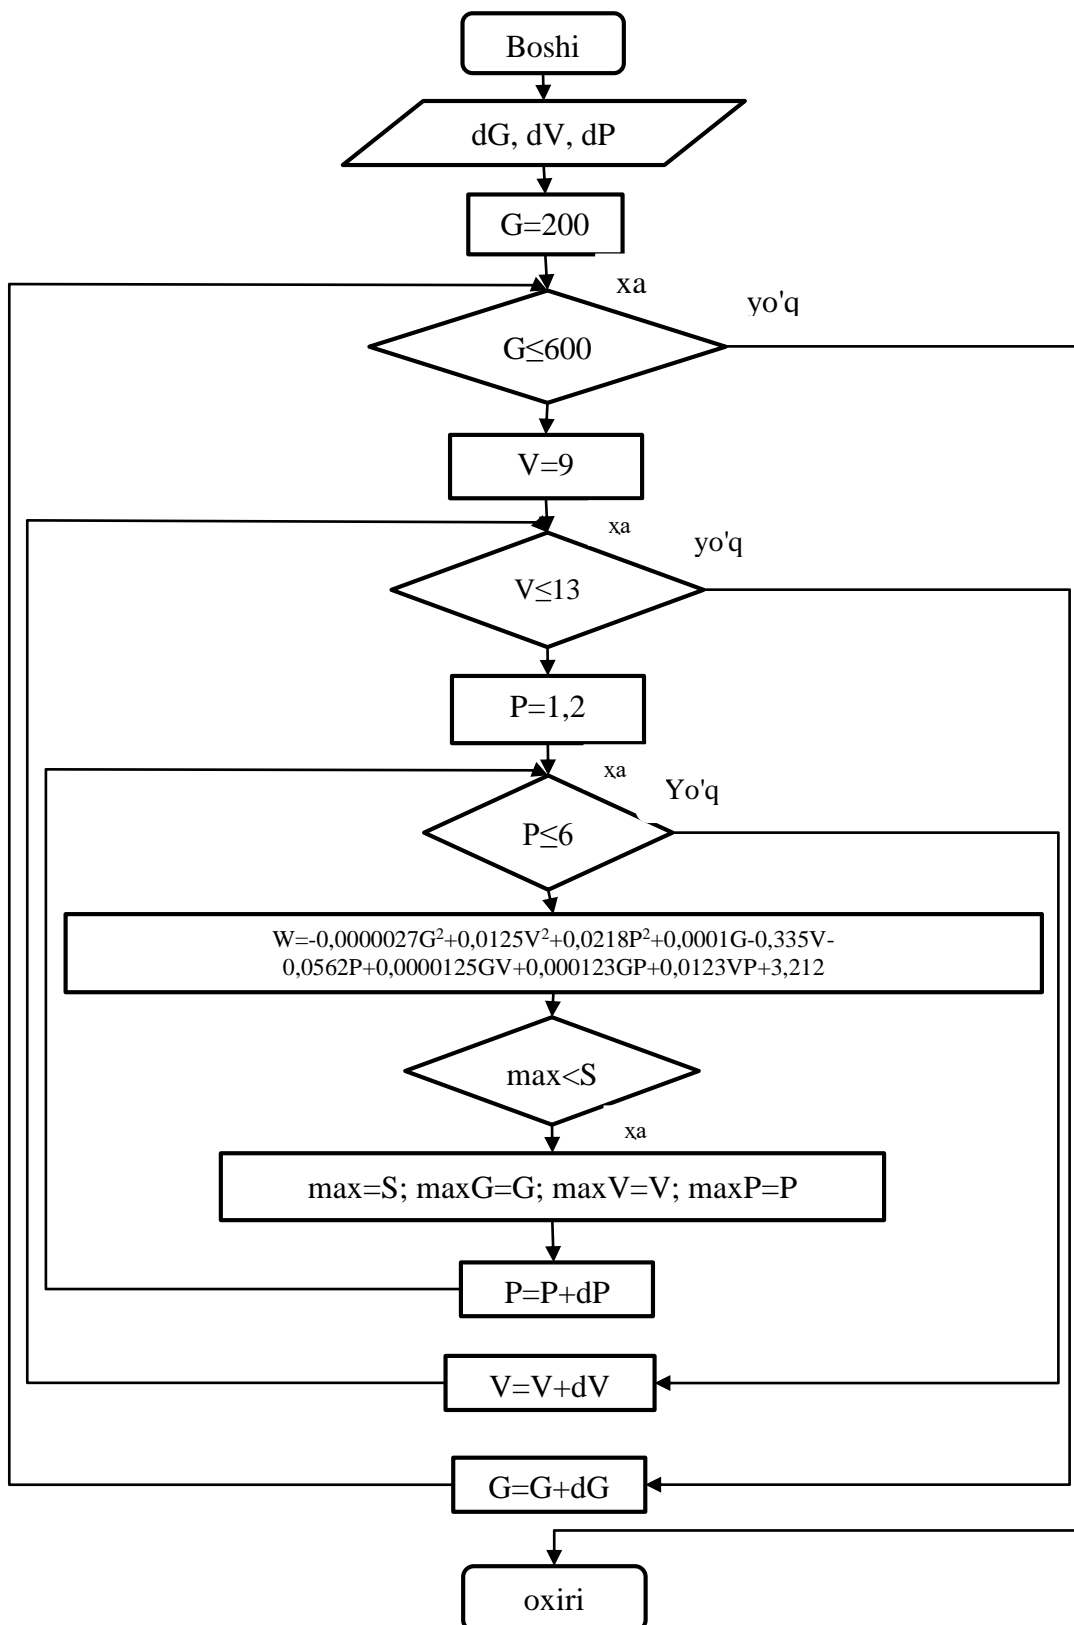 Boshi
dG, dV, dP
G=200
xa
yo'q
G≤600
V=9
xa
yo'q
V≤13
P=1,2
xa
Yo'q
P≤6
W=-0,0000027G²+0,0125V²+0,0218P²+0,0001G-0,335V-
0,0562P+0,0000125GV+0,000123GP+0,0123VP+3,212
max<S
xa
max=S; maxG=G; maxV=V; maxP=P
P=P+dP
V=V+dV
G=G+dG
oxiri